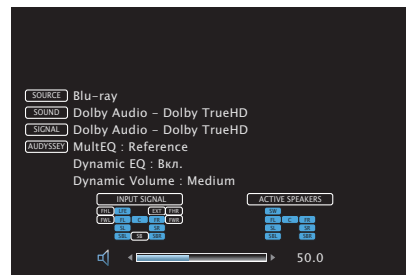 SOURCE Blu-ray
SOUND Dolby Audio – Dolby TrueHD
SIGNAL Dolby Audio – Dolby TrueHD
AUDYSSEY MultEQ : Reference
Dynamic EQ : Вкл.
Dynamic Volume : Medium
INPUT SIGNAL ACTIVE SPEAKERS
FHL LFE EXT FHR SW
FWL FL C FR FWR FL C FR
SL SR SL SR
SBL SB SBR SBL SBR
50.0